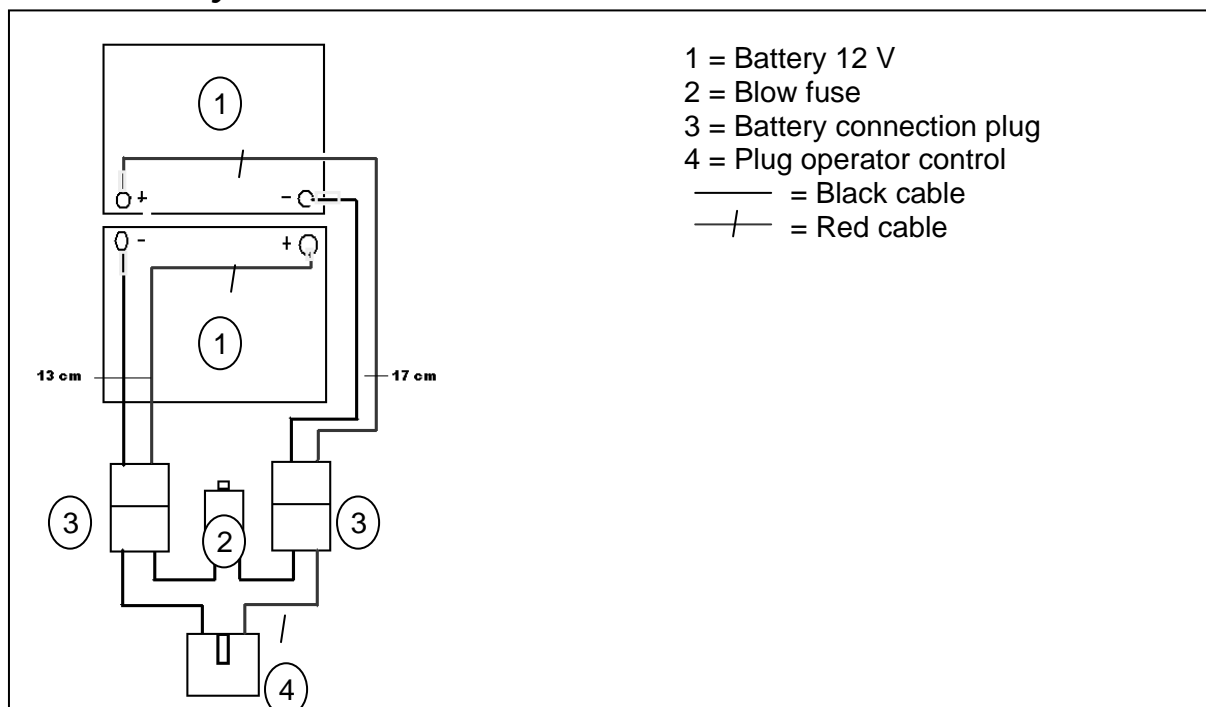 1 = Battery 12 V
2 = Blow fuse
3 = Battery connection plug
4 = Plug operator control
= Black cable
= Red cable
1
+ -
- +
1
13 cm
17 cm
3
2
3
4